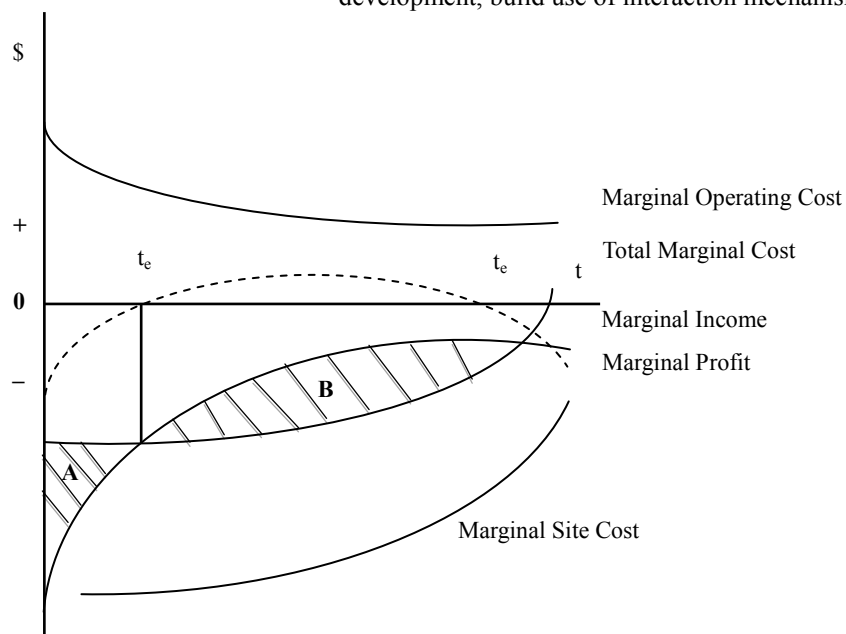 development, build use of interaction mechanis
$
Marginal Operating Cost
+
Total Marginal Cost
te
te
t
0
Marginal Income
Marginal Profit
–
B
A
Marginal Site Cost